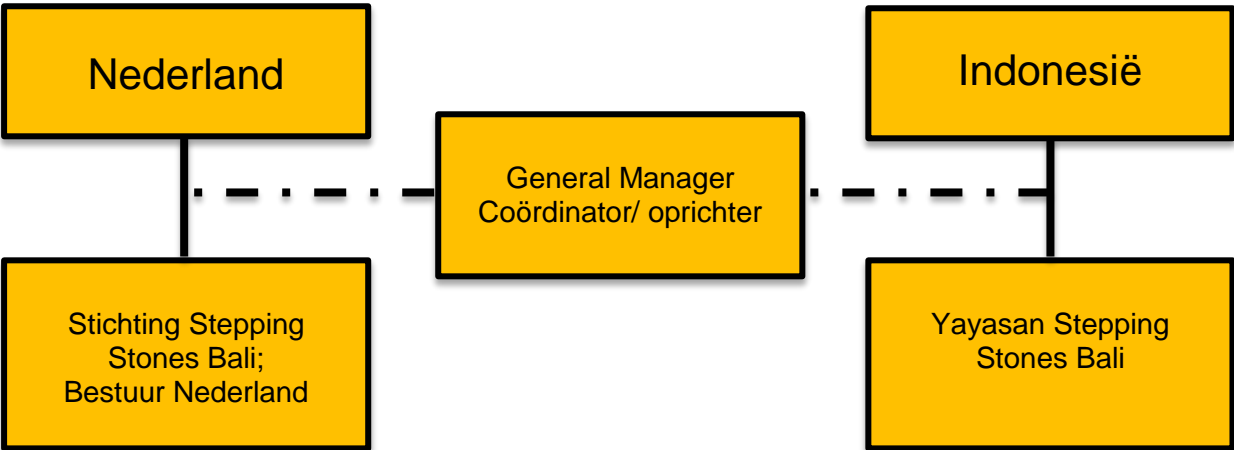 Nederland
Indonesië
General Manager
Coördinator/ oprichter
Stichting Stepping
Stones Bali;
Bestuur Nederland
Yayasan Stepping
Stones Bali